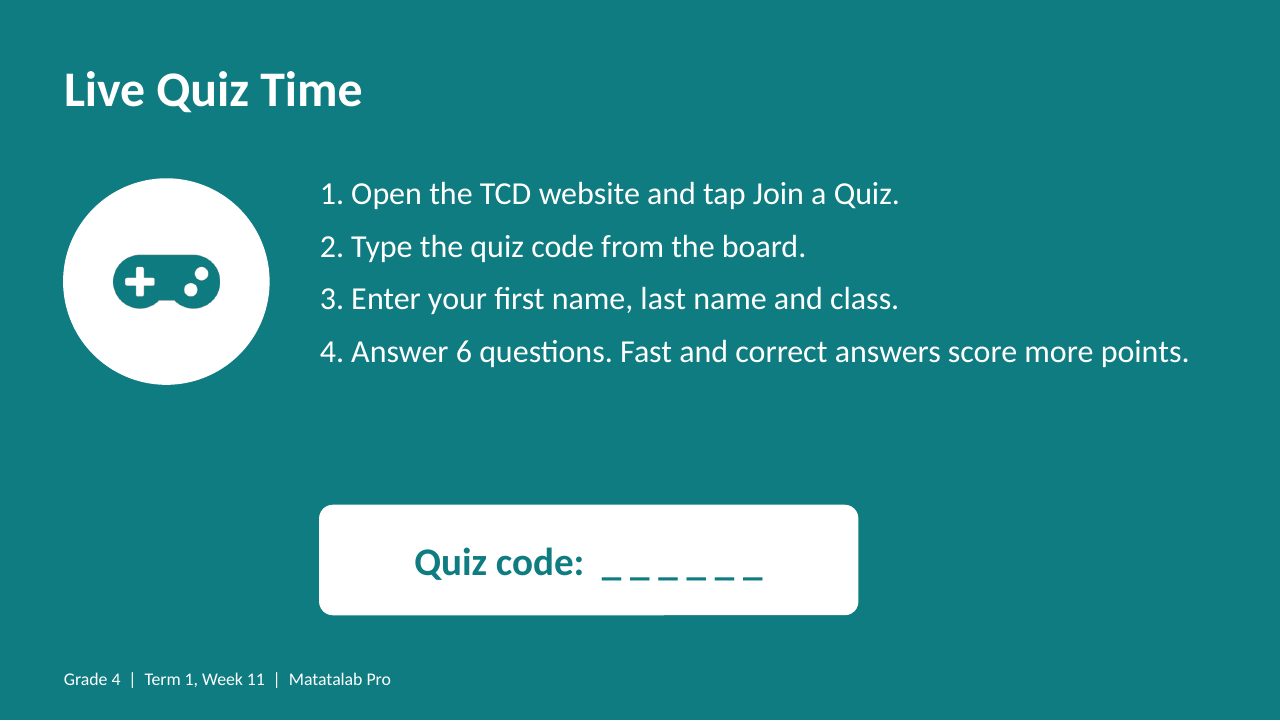 Live Quiz Time
1. Open the TCD website and tap Join a Quiz.
2. Type the quiz code from the board.
3. Enter your first name, last name and class.
4. Answer 6 questions. Fast and correct answers score more points.
Quiz code: _ _ _ _ _ _
Grade 4 | Term 1, Week 11 | Matatalab Pro